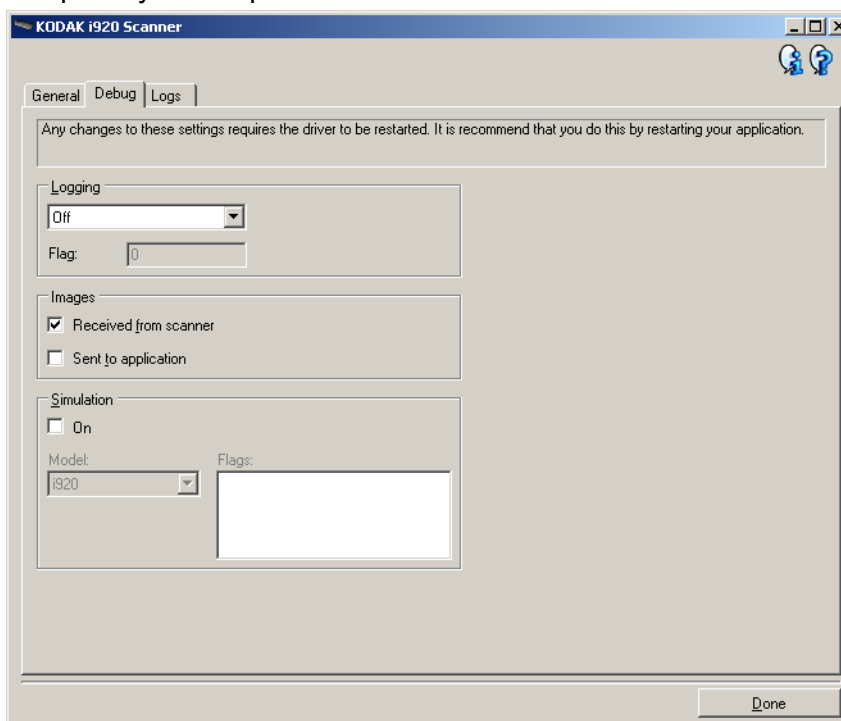 KODAK i920 Scanner
General Debug Logs
Any changes to these settings requires the driver to be restarted. It is recommend that you do this by restarting your application.
Logging
Off
Flag: 0
Images
Received from scanner
Sent to application
Simulation
On
Model: Flags:
i920
Done